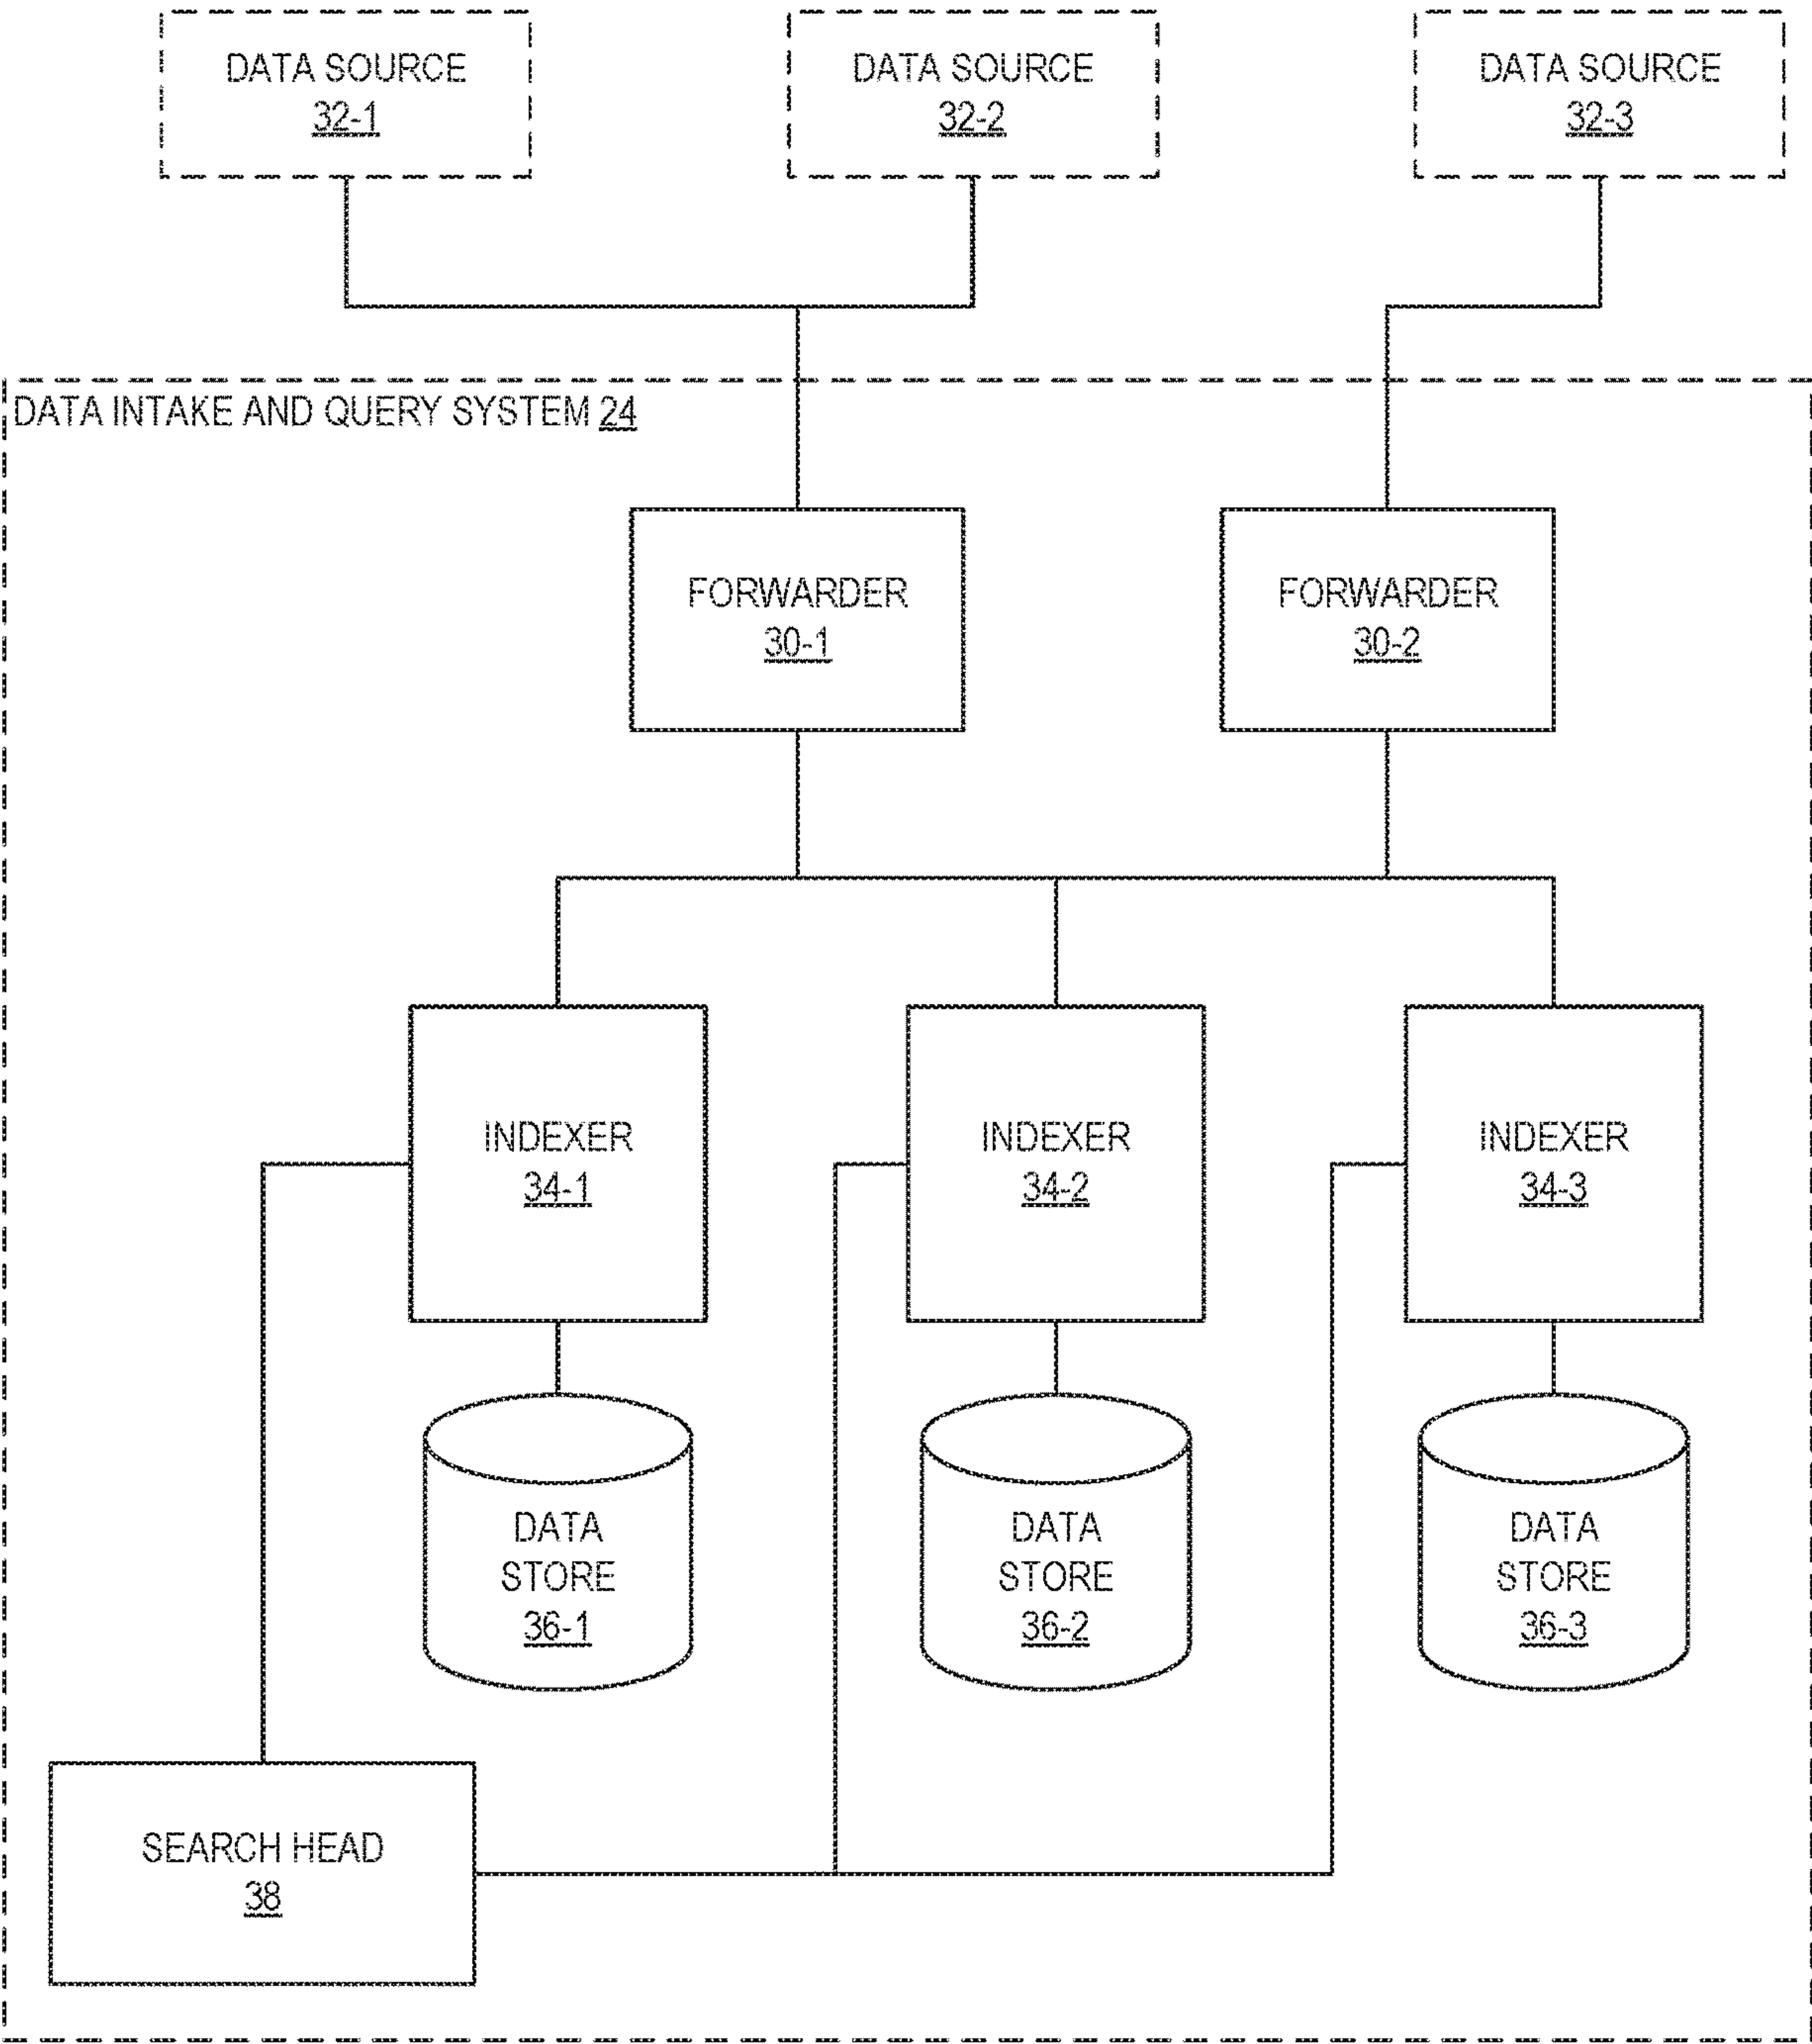 DATA SOURCE
32-1
DATA SOURCE
32-2
DATA SOURCE
32-3
DATA INTAKE AND QUERY SYSTEM 24
FORWARDER
30-1
FORWARDER
30-2
INDEXER
34-1
INDEXER
34-2
INDEXER
34-3
DATA
STORE
36-1
DATA
STORE
36-2
DATA
STORE
36-3
SEARCH HEAD
38